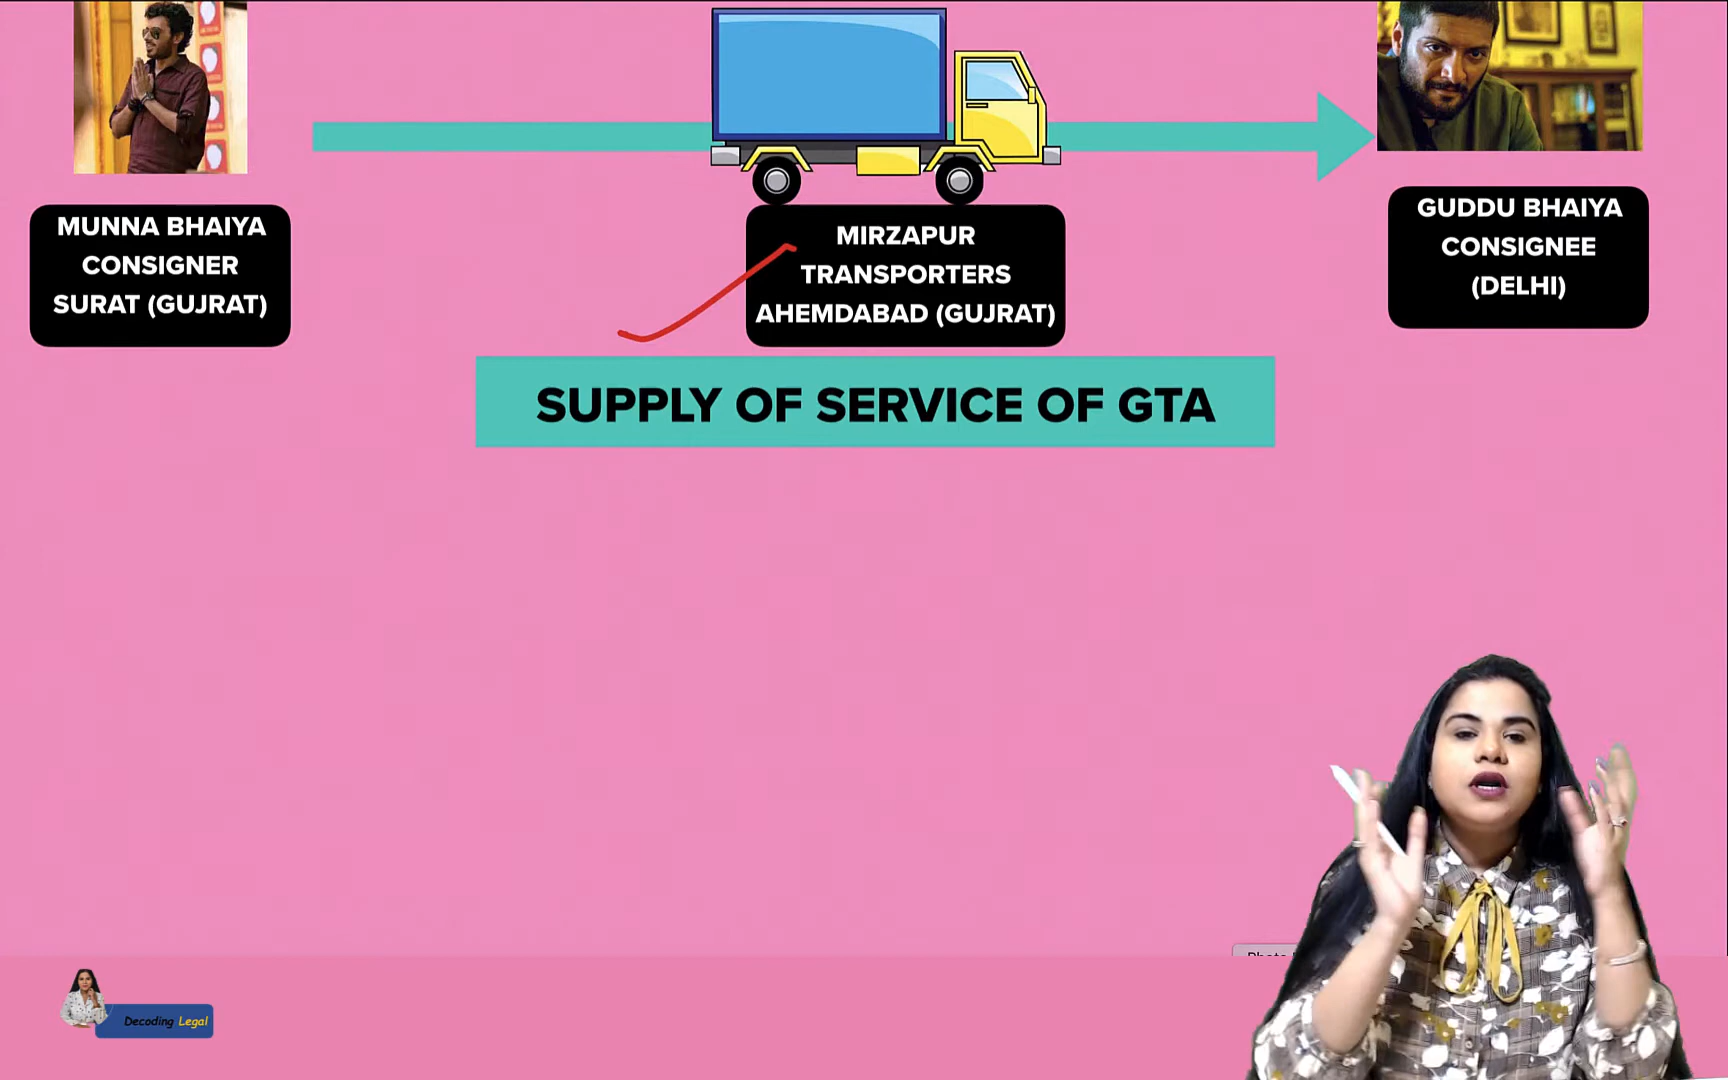 MUNNA BHAIYA
CONSIGNER
SURAT (GUJRAT)
MIRZAPUR
TRANSPORTERS
AHEMDABAD (GUJRAT)
GUDDU BHAIYA
CONSIGNEE
(DELHI)
SUPPLY OF SERVICE OF GTA
Decoding Legal